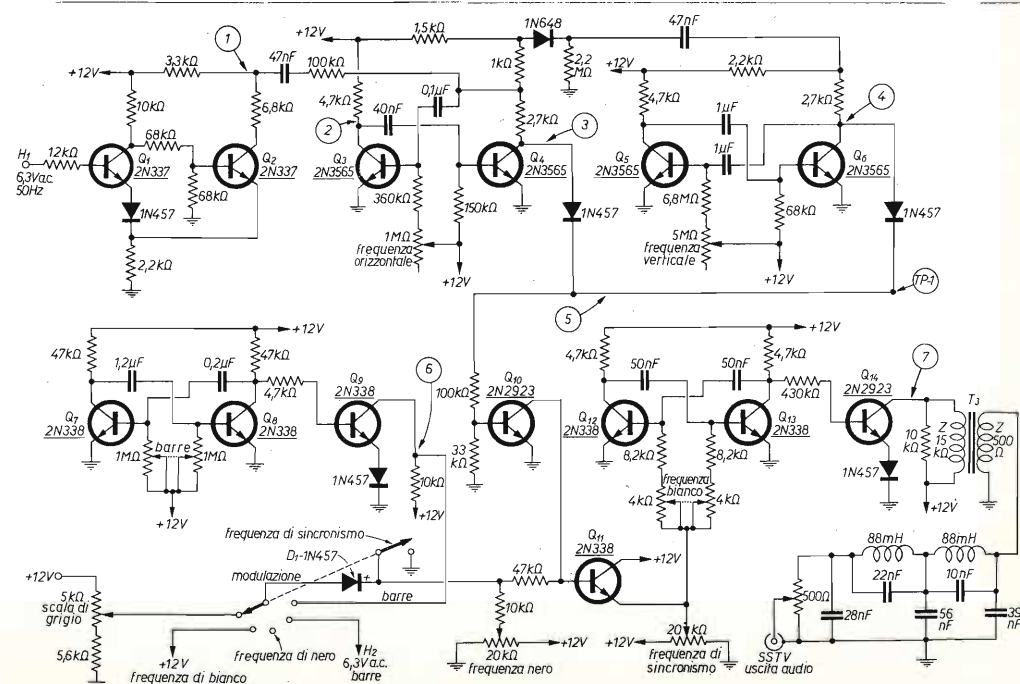 1
+12V
3,3kΩ
47nF
100kΩ
10kΩ
6,8kΩ
68kΩ
H1
6,3Va.c.
50Hz
12kΩ
Q1
2N337
Q2
2N337
68kΩ
1N457
2,2kΩ
+12V
1,5kΩ
1N648
47nF
1kΩ
2,2
MΩ
0,1µF
4,7kΩ
40nF
2,7kΩ
2
3
Q3
2N3565
Q4
2N3565
360kΩ
150kΩ
1MΩ
frequenza
orizzontale
+12V
1N457
+12V
2,2kΩ
4,7kΩ
1µF
2,7kΩ
4
1µF
Q5
2N3565
Q6
2N3565
6,8MΩ
68kΩ
5MΩ
frequenza
verticale
+12V
1N457
TP-1
5
+12V
47kΩ
47kΩ
1,2µF
0,2µF
4,7kΩ
Q7
2N338
Q8
2N338
Q9
2N338
6
barre
1MΩ
1MΩ
+12V
1N457
10kΩ
+12V
100kΩ
Q10
2N2923
33
kΩ
+12V
4,7kΩ
4,7kΩ
50nF
50nF
430kΩ
Q12
2N338
Q13
2N338
Q14
2N2923
7
T3
10
kΩ
Z
15
kΩ
Z
500
Ω
8,2kΩ
8,2kΩ
frequenza
bianco
4kΩ
4kΩ
1N457
+12V
frequenza di sincronismo
D1-1N457
modulazione
+
barre
+12V
5kΩ
scala di
grigio
5,6kΩ
+12V
frequenza di bianco
frequenza di nero
H2
6,3V a.c.
barre
47kΩ
Q11
2N338
+12V
10kΩ
20kΩ
frequenza nero
+12V
+12V
20kΩ
frequenza di
sincronismo
88mH
88mH
22nF
10nF
500Ω
28nF
56
nF
39
nF
SSTV
uscita audio